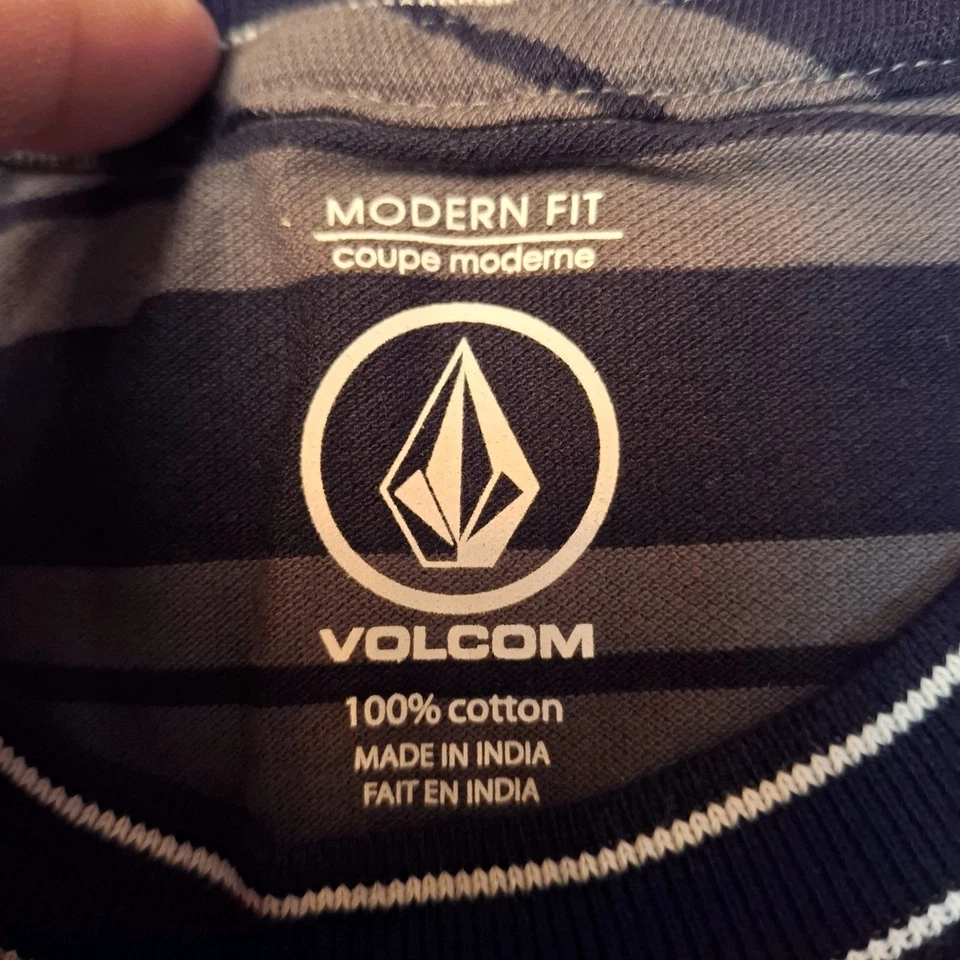 MODERN FIT
coupe moderne
VOLCOM
100% cotton
MADE IN INDIA
FAIT EN INDIA